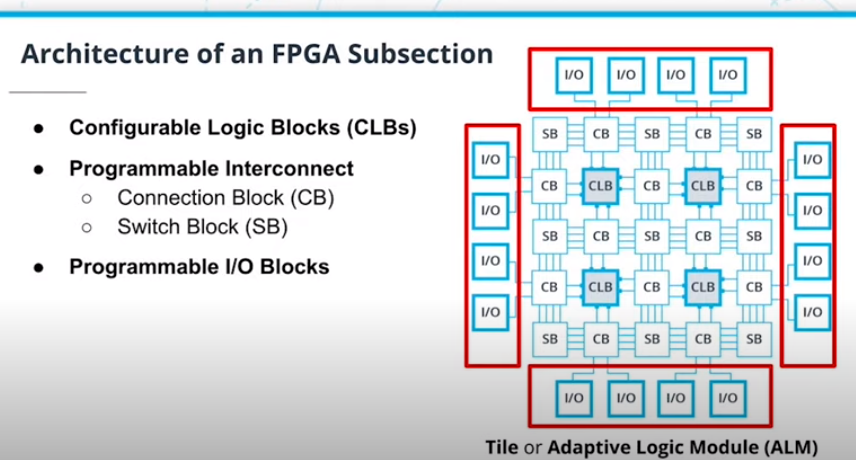 Architecture of an FPGA Subsection
● Configurable Logic Blocks (CLBs)
● Programmable Interconnect
○ Connection Block (CB)
○ Switch Block (SB)
● Programmable I/O Blocks
I/O I/O I/O I/O
SB CB SB CB SB
I/O I/O
CB CLB CB CLB CB
I/O I/O
SB CB SB CB SB
I/O I/O
CB CLB CB CLB CB
I/O I/O
SB CB SB CB SB
I/O I/O I/O I/O
Tile or Adaptive Logic Module (ALM)